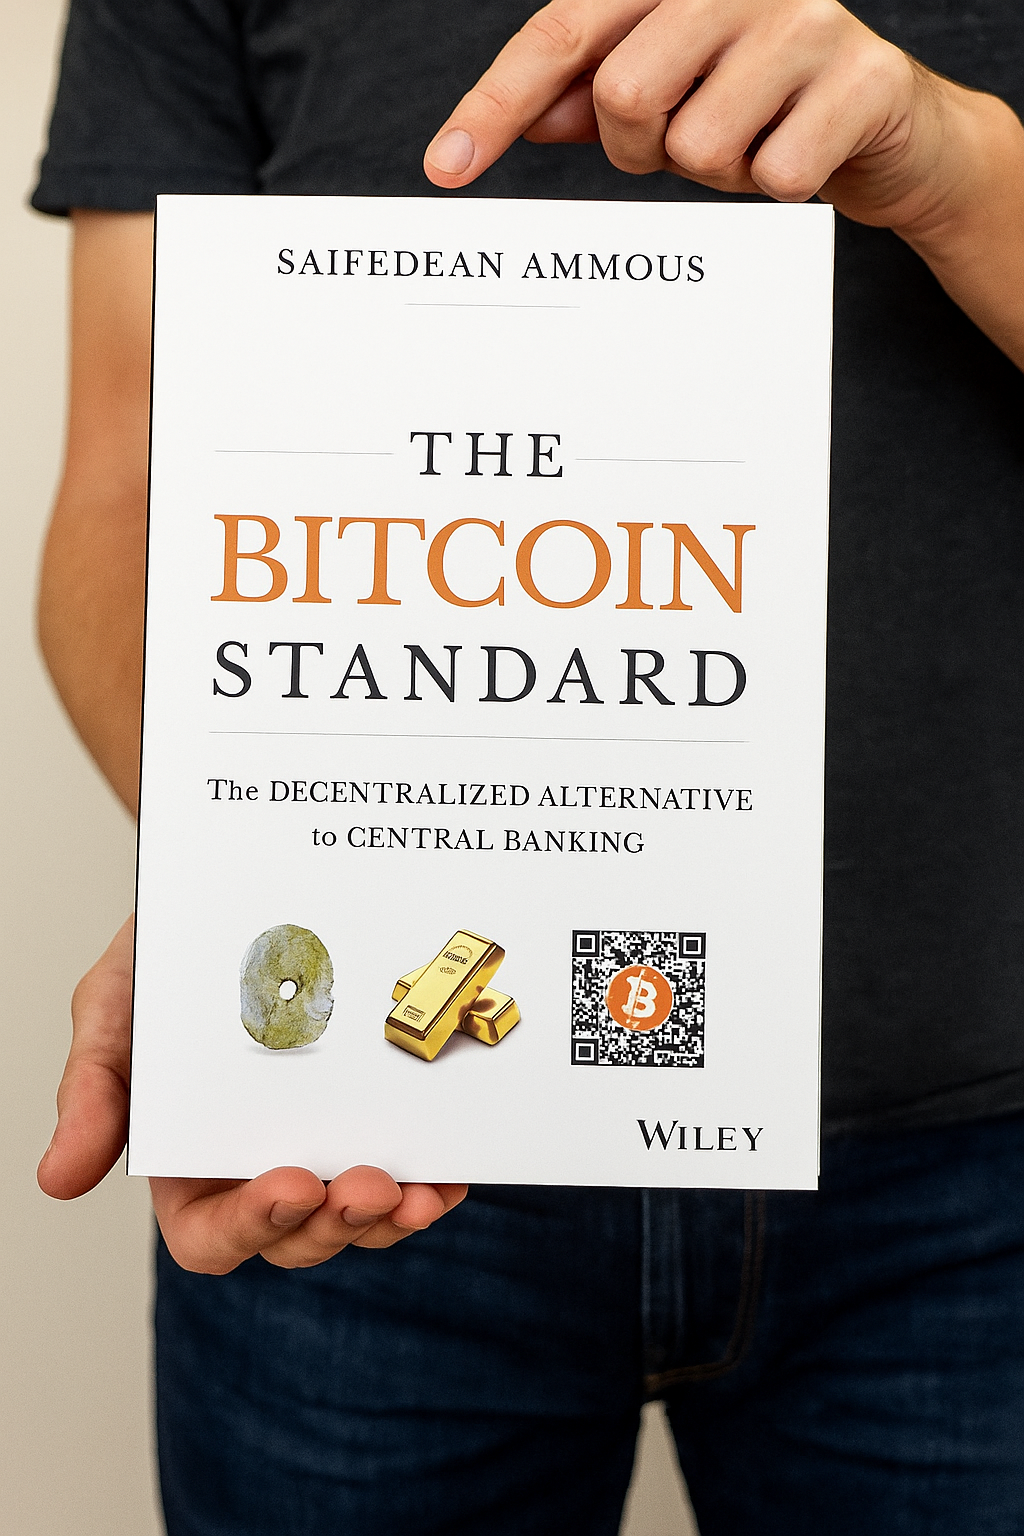 SAIFEDEAN AMMOUS
THE
BITCOIN
STANDARD
The DECENTRALIZED ALTERNATIVE
to CENTRAL BANKING
WILEY